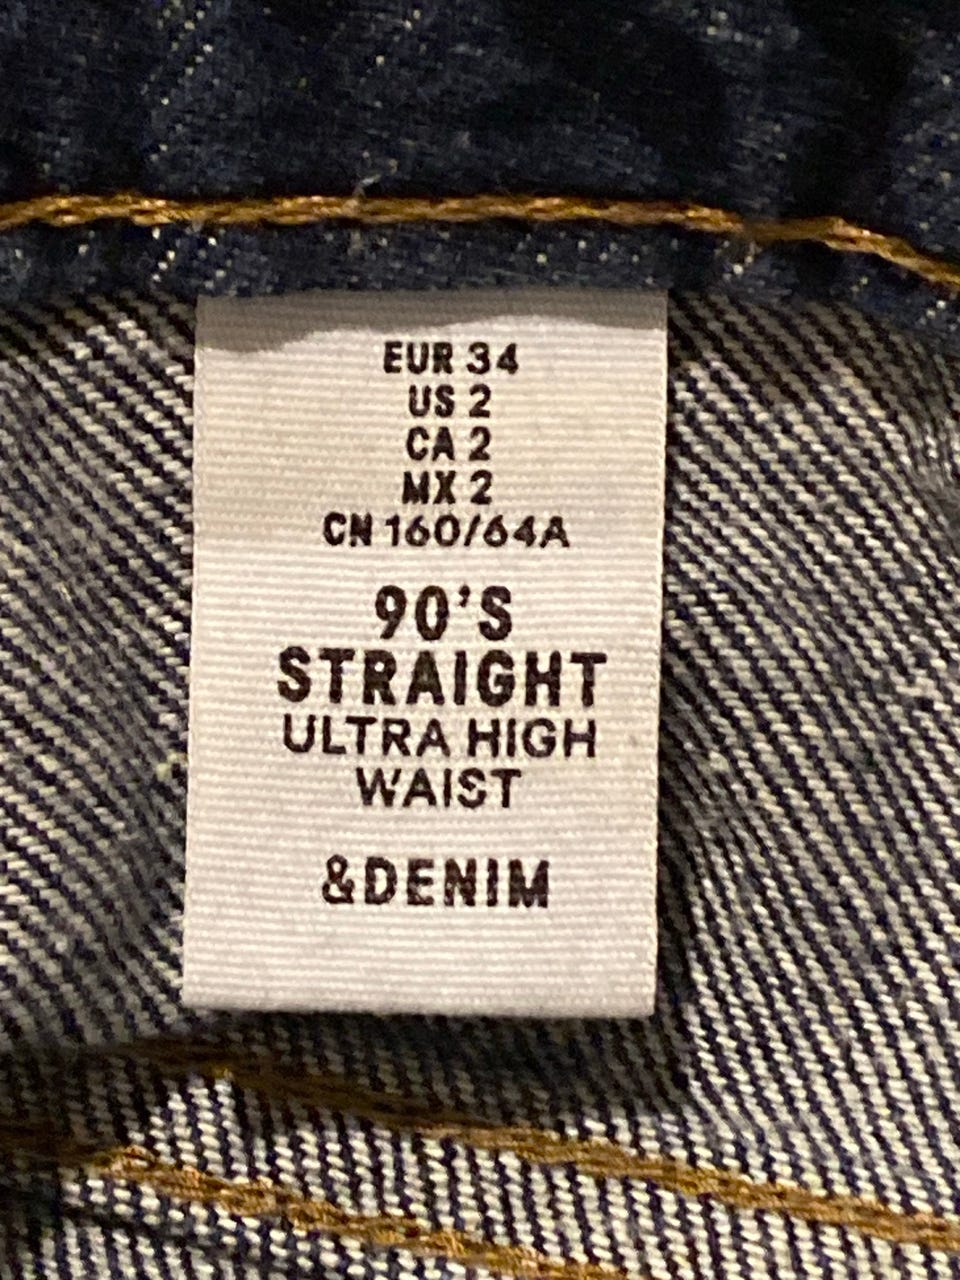 EUR 34
US 2
CA 2
MX 2
CN 160/64A
90'S
STRAIGHT
ULTRA HIGH
WAIST
&DENIM